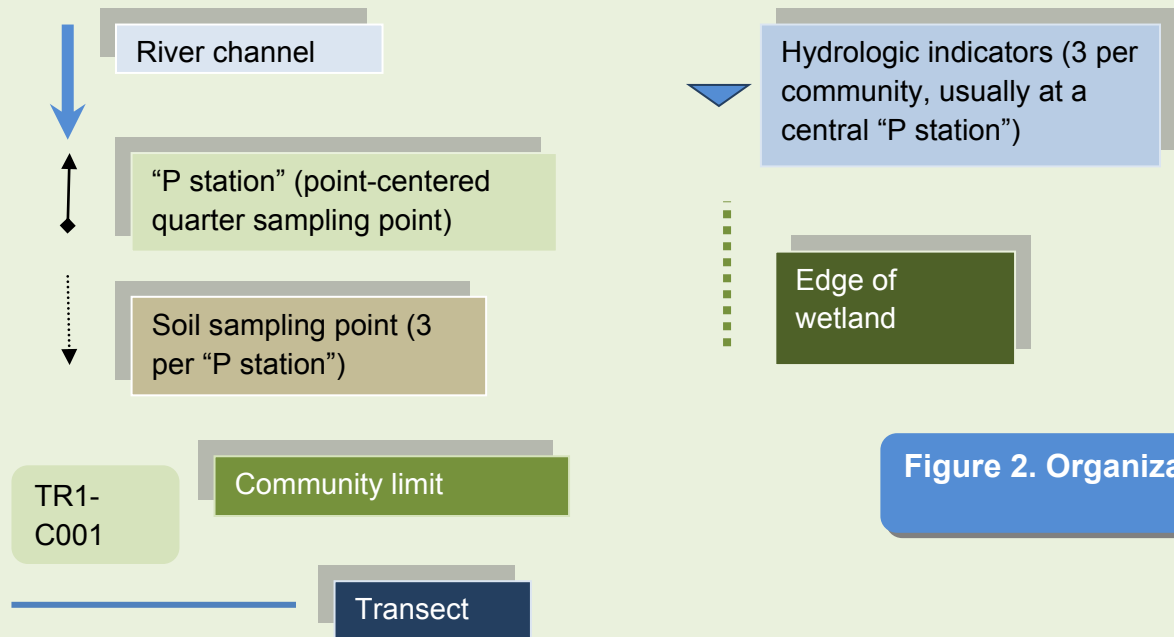 River channel
“P station” (point-centered
quarter sampling point)
Soil sampling point (3
per “P station”)
TR1-
C001
Community limit
Transect
Hydrologic indicators (3 per
community, usually at a
central “P station”)
Edge of
wetland
Figure 2.